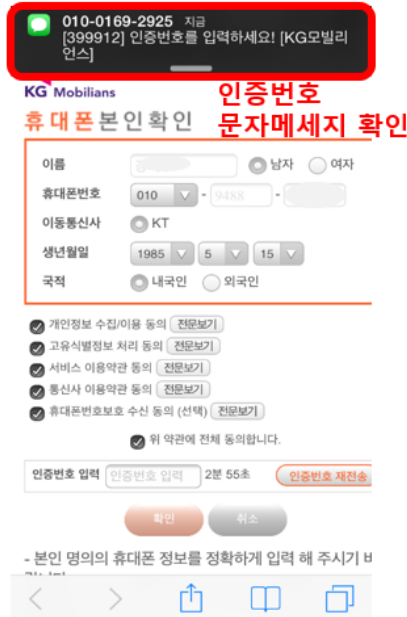 010-0169-2925 지금
[399912] 인증번호를 입력하세요! [KG모빌리
언스]
KG Mobilians
인증번호
휴대폰본인확인
문자메세지 확인
이름 남자 여자
휴대폰번호 010 - 9488 -
이동통신사 KT
생년월일 1985 5 15
국적 내국인 외국인
개인정보 수집/이용 동의 전문보기
고유식별정보 처리 동의 전문보기
서비스 이용약관 동의 전문보기
통신사 이용약관 동의 전문보기
휴대폰번호보호 수신 동의 (선택) 전문보기
위 약관에 전체 동의합니다.
인증번호 입력 인증번호 입력 2분 55초 인증번호 재전송
확인 취소
- 본인 명의의 휴대폰 정보를 정확하게 입력 해 주시기 바